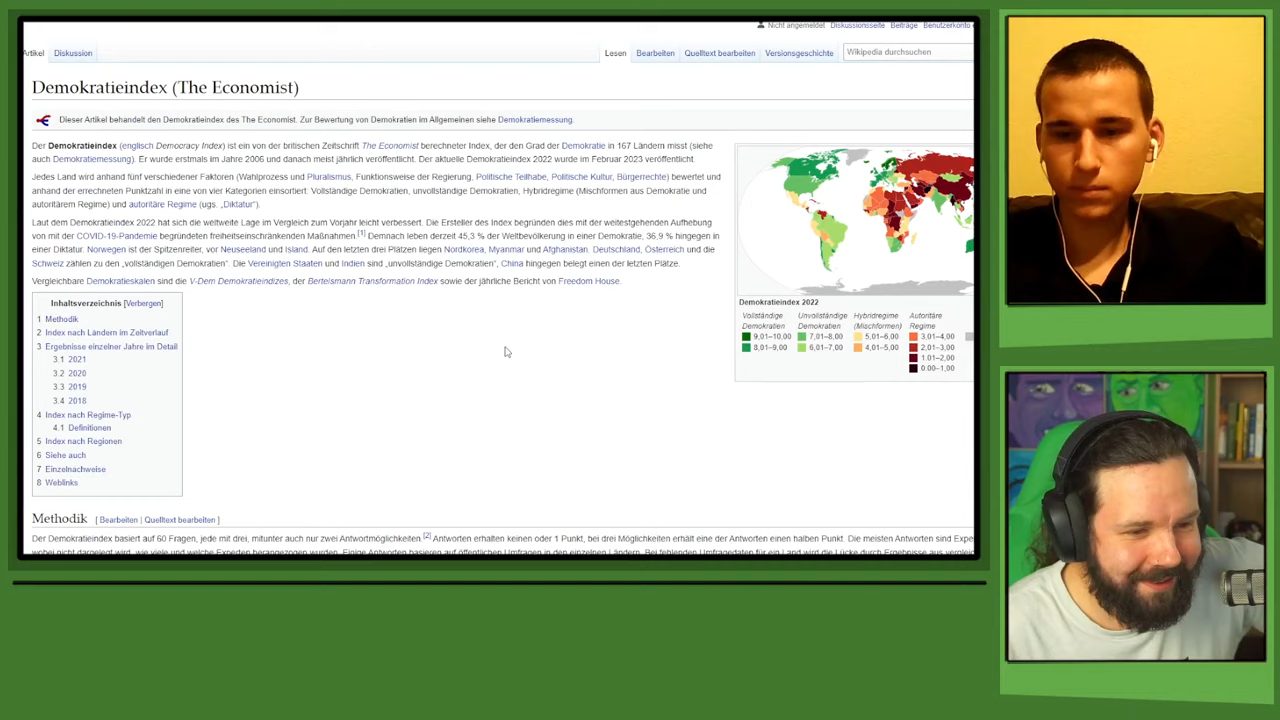 Nicht angemeldet Diskussionsseite Beiträge Benutzerkonto
Artikel Diskussion Lesen Bearbeiten Quelltext bearbeiten Versionsgeschichte Wikipedia durchsuchen
Demokratieindex (The Economist)
Dieser Artikel behandelt den Demokratieindex des The Economist. Zur Bewertung von Demokratien im Allgemeinen siehe Demokratiemessung.
Der Demokratieindex (englisch Democracy Index) ist ein von der britischen Zeitschrift The Economist berechneter Index, der den Grad der Demokratie in 167 Ländern misst (siehe
auch Demokratiemessung). Er wurde erstmals im Jahre 2006 und danach meist jährlich veröffentlicht. Der aktuelle Demokratieindex 2022 wurde im Februar 2023 veröffentlicht.
Jedes Land wird anhand fünf verschiedener Faktoren (Wahlprozess und Pluralismus, Funktionsweise der Regierung, Politische Teilhabe, Politische Kultur, Bürgerrechte) bewertet und
anhand der errechneten Punktzahl in eine von vier Kategorien einsortiert: Vollständige Demokratien, unvollständige Demokratien, Hybridregime (Mischformen aus Demokratie und
autoritärem Regime) und autoritäre Regime (ugs. „Diktatur“).
Laut dem Demokratieindex 2022 hat sich die weltweite Lage im Vergleich zum Vorjahr leicht verbessert. Die Ersteller des Index begründen dies mit der weitestgehenden Aufhebung
von mit der COVID-19-Pandemie begründeten freiheitseinschränkenden Maßnahmen.[1] Demnach leben derzeit 45,3 % der Weltbevölkerung in einer Demokratie, 36,9 % hingegen in
einer Diktatur. Norwegen ist der Spitzenreiter, vor Neuseeland und Island. Auf den letzten drei Plätzen liegen Nordkorea, Myanmar und Afghanistan. Deutschland, Österreich und die
Schweiz zählen zu den „vollständigen Demokratien“. Die Vereinigten Staaten und Indien sind „unvollständige Demokratien“, China hingegen belegt einen der letzten Plätze.
Vergleichbare Demokratieskalen sind die V-Dem Demokratieindizes, der Bertelsmann Transformation Index sowie der jährliche Bericht von Freedom House.
Inhaltsverzeichnis [Verbergen]
1 Methodik
2 Index nach Ländern im Zeitverlauf
3 Ergebnisse einzelner Jahre im Detail
3.1 2021
3.2 2020
3.3 2019
3.4 2018
4 Index nach Regime-Typ
4.1 Definitionen
5 Index nach Regionen
6 Siehe auch
7 Einzelnachweise
8 Weblinks
Demokratieindex 2022
Vollständige Demokratien
9,01–10,00
8,01–9,00
Unvollständige Demokratien
7,01–8,00
6,01–7,00
Hybridregime (Mischformen)
5,01–6,00
4,01–5,00
Autoritäre Regime
3,01–4,00
2,01–3,00
1,01–2,00
0,00–1,00
Methodik [ Bearbeiten | Quelltext bearbeiten ]
Der Demokratieindex basiert auf 60 Fragen, jede mit drei, mitunter auch nur zwei Antwortmöglichkeiten.[2] Antworten erhalten keinen oder 1 Punkt, bei drei Möglichkeiten erhält eine der Antworten einen halben Punkt. Die meisten Antworten sind